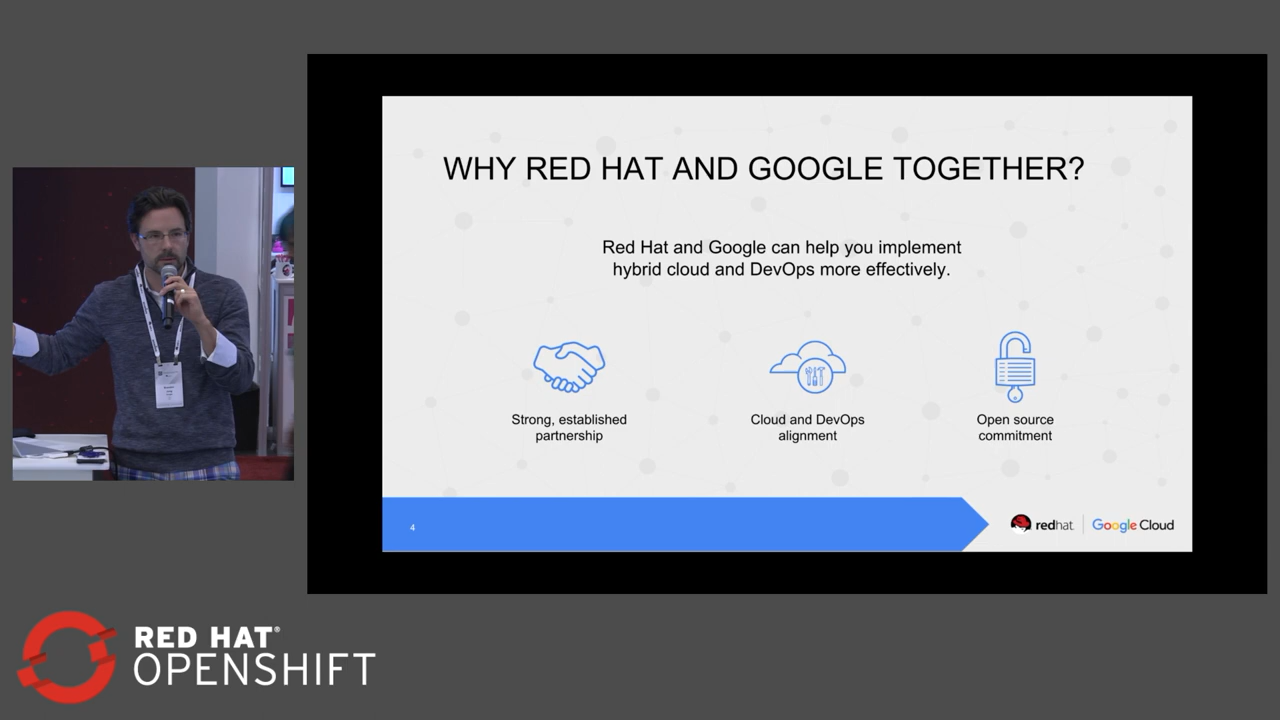 WHY RED HAT AND GOOGLE TOGETHER?
Red Hat and Google can help you implement
hybrid cloud and DevOps more effectively.
Strong, established
partnership
Cloud and DevOps
alignment
Open source
commitment
4
redhat
Google Cloud
RED HAT®
OPENSHIFT